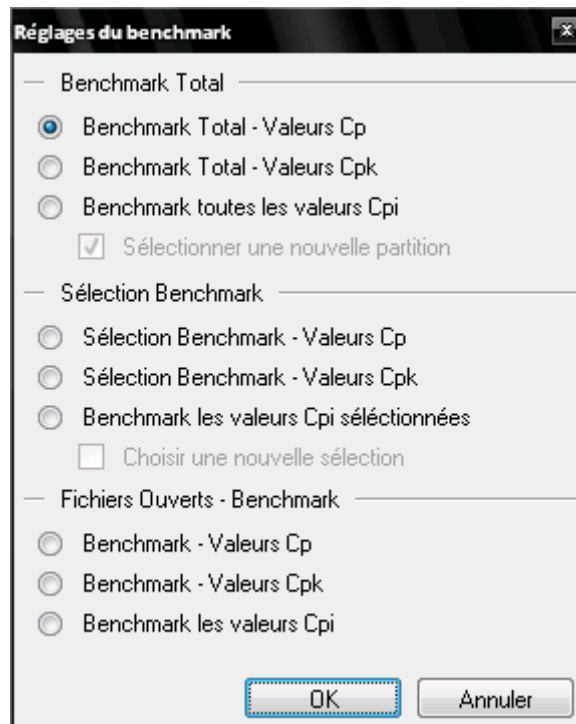 Réglages du benchmark
Benchmark Total
Benchmark Total - Valeurs Cp
Benchmark Total - Valeurs Cpk
Benchmark toutes les valeurs Cpi
Sélectionner une nouvelle partition
Sélection Benchmark
Sélection Benchmark - Valeurs Cp
Sélection Benchmark - Valeurs Cpk
Benchmark les valeurs Cpi séléctionnées
Choisir une nouvelle sélection
Fichiers Ouverts - Benchmark
Benchmark - Valeurs Cp
Benchmark - Valeurs Cpk
Benchmark les valeurs Cpi
OK Annuler